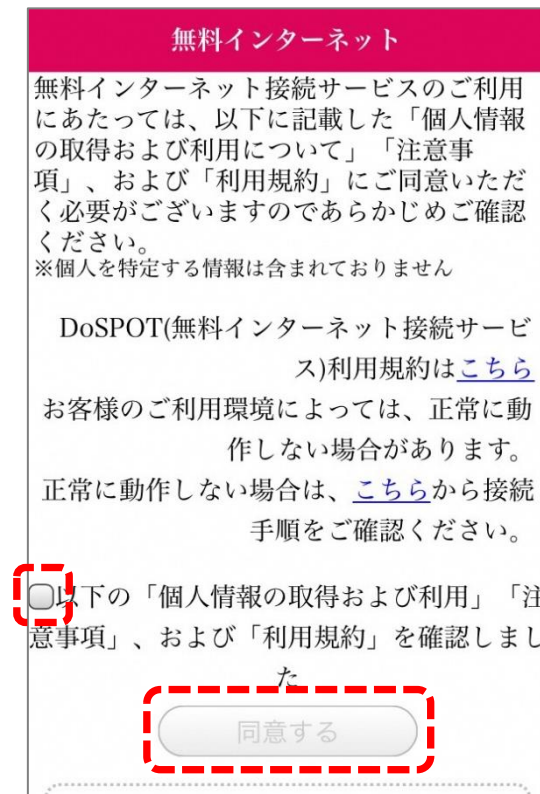 無料インターネット
無料インターネット接続サービスのご利用
にあたっては、以下に記載した「個人情報
の取得および利用について」「注意事
項」、および「利用規約」にご同意いただ
く必要がございますのであらかじめご確認
ください。
※個人を特定する情報は含まれておりません
DoSPOT(無料インターネット接続サービ
ス)利用規約はこちら
お客様のご利用環境によっては、正常に動
作しない場合があります。
正常に動作しない場合は、こちらから接続
手順をご確認ください。
以下の「個人情報の取得および利用」「注
意事項」、および「利用規約」を確認しまし
た
同意する